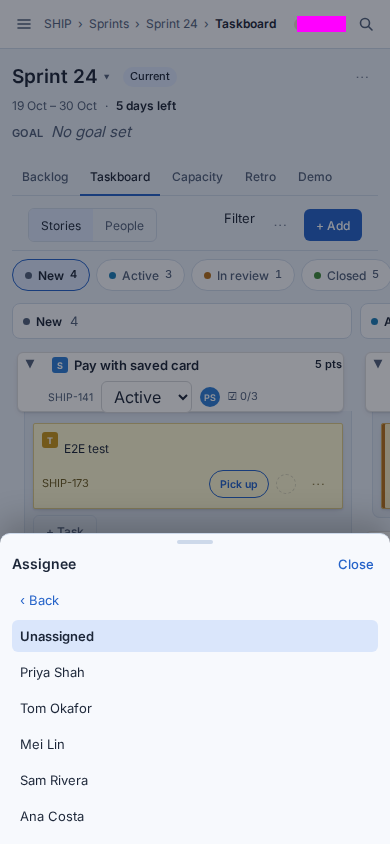 SHIP › Sprints › Sprint 24 › Taskboard
Sprint 24 ▾ Current ...
19 Oct – 30 Oct · 5 days left
GOAL No goal set
Backlog Taskboard Capacity Retro Demo
Stories People Filter ... + Add
New 4 Active 3 In review 1 Closed 5
New 4 A
▼ S Pay with saved card 5 pts ▼
SHIP-141 Active PS ☑ 0/3
T E2E test
SHIP-173 Pick up ...
+ Task
Assignee Close
‹ Back
Unassigned
Priya Shah
Tom Okafor
Mei Lin
Sam Rivera
Ana Costa